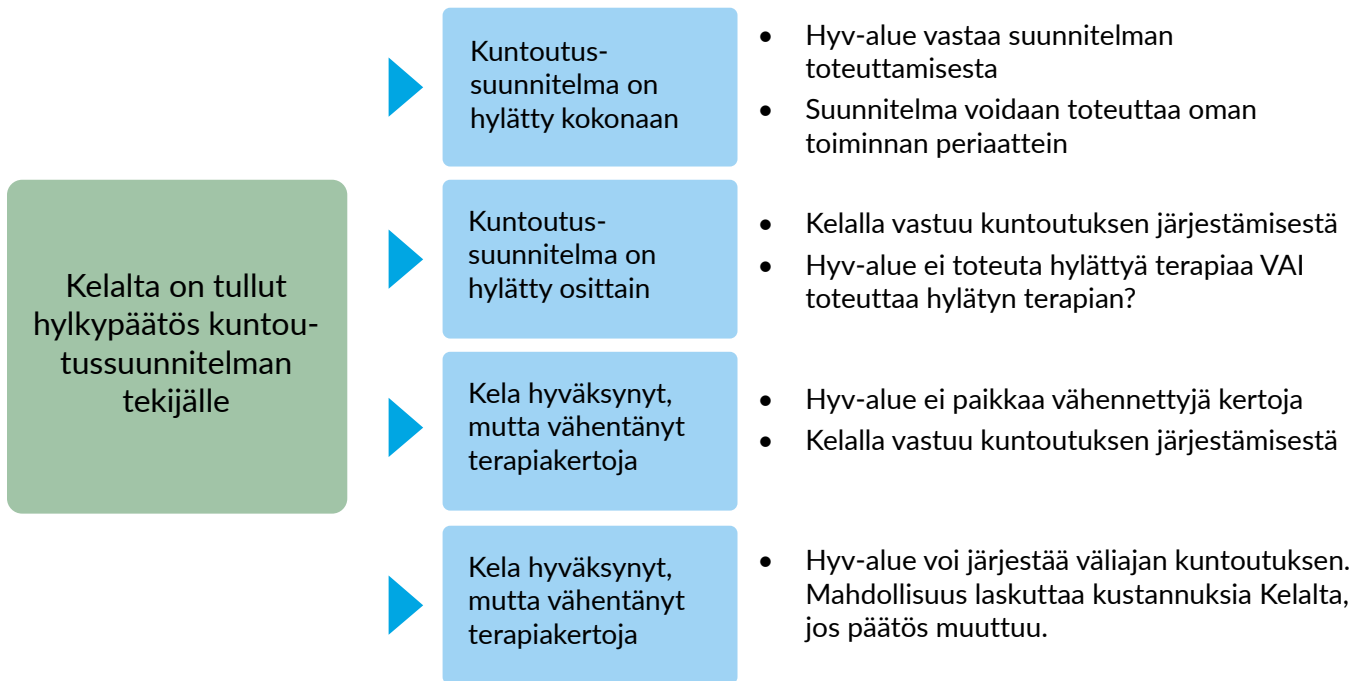 Kelalta on tullut
hylkypäätös kuntou-
tussuunnitelman
tekijälle
Kuntoutus-
suunnitelma on
hylätty kokonaan
• Hyv-alue vastaa suunnitelman
toteuttamisesta
• Suunnitelma voidaan toteuttaa oman
toiminnan periaattein
Kuntoutus-
suunnitelma on
hylätty osittain
• Kelalla vastuu kuntoutuksen järjestämisestä
• Hyv-alue ei toteuta hylättyä terapiaa VAI
toteuttaa hylätyn terapian?
Kela hyväksynyt,
mutta vähentänyt
terapiakertoja
• Hyv-alue ei paikkaa vähennettyjä kertoja
• Kelalla vastuu kuntoutuksen järjestämisestä
Kela hyväksynyt,
mutta vähentänyt
terapiakertoja
• Hyv-alue voi järjestää väliajan kuntoutuksen.
Mahdollisuus laskuttaa kustannuksia Kelalta,
jos päätös muuttuu.